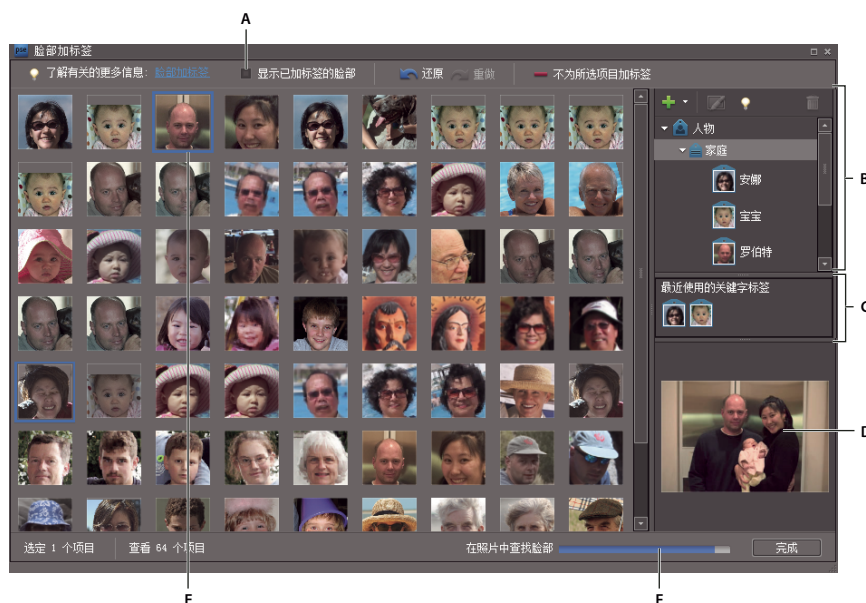 A
pse 脸部加标签
了解有关的更多信息: 脸部加标签 显示已加标签的脸部 还原 重做 不为所选项目加标签
人物
家庭
B
安娜
宝宝
罗伯特
最近使用的关键字标签
C
D
选定 1 个项目 查看 64 个项目 在照片中查找脸部 完成